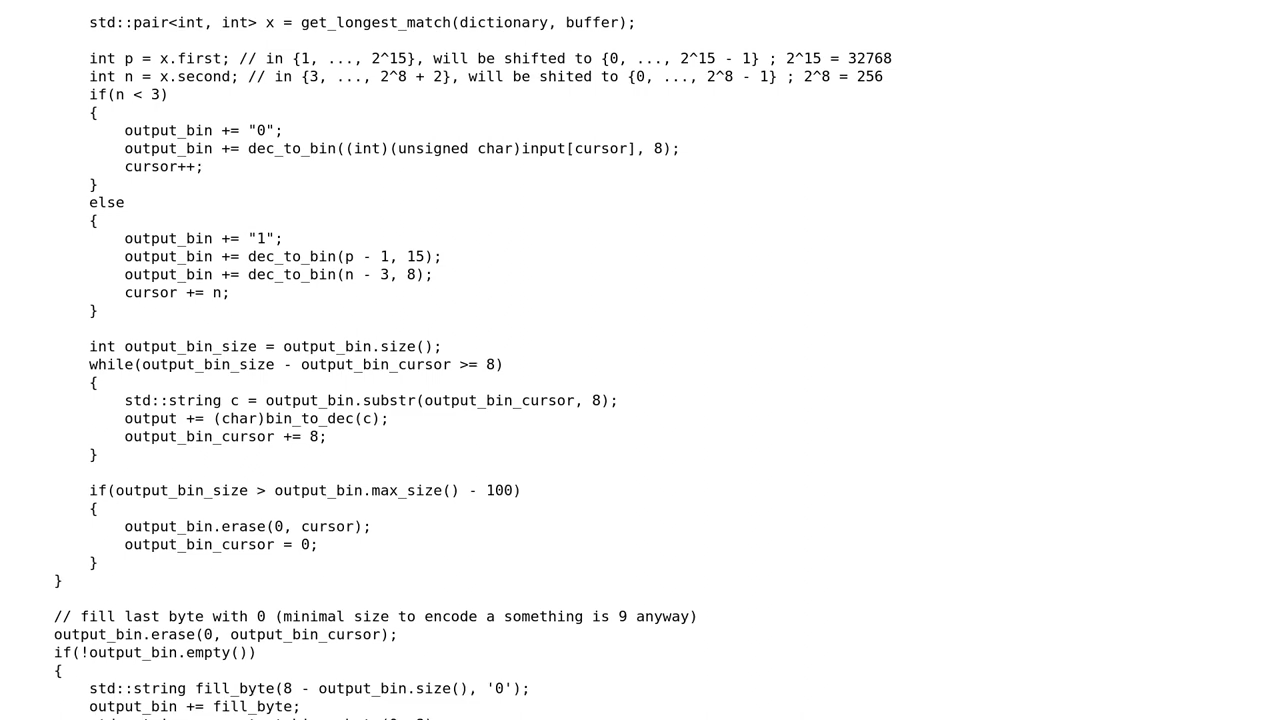 std::pair<int, int> x = get_longest_match(dictionary, buffer);
int p = x.first; // in {1, ..., 2^15}, will be shifted to {0, ..., 2^15 - 1} ; 2^15 = 32768
int n = x.second; // in {3, ..., 2^8 + 2}, will be shited to {0, ..., 2^8 - 1} ; 2^8 = 256
if(n < 3)
{
output_bin += "0";
output_bin += dec_to_bin((int)(unsigned char)input[cursor], 8);
cursor++;
}
else
{
output_bin += "1";
output_bin += dec_to_bin(p - 1, 15);
output_bin += dec_to_bin(n - 3, 8);
cursor += n;
}
int output_bin_size = output_bin.size();
while(output_bin_size - output_bin_cursor >= 8)
{
std::string c = output_bin.substr(output_bin_cursor, 8);
output += (char)bin_to_dec(c);
output_bin_cursor += 8;
}
if(output_bin_size > output_bin.max_size() - 100)
{
output_bin.erase(0, cursor);
output_bin_cursor = 0;
}
}
// fill last byte with 0 (minimal size to encode a something is 9 anyway)
output_bin.erase(0, output_bin_cursor);
if(!output_bin.empty())
{
std::string fill_byte(8 - output_bin.size(), '0');
output_bin += fill_byte;